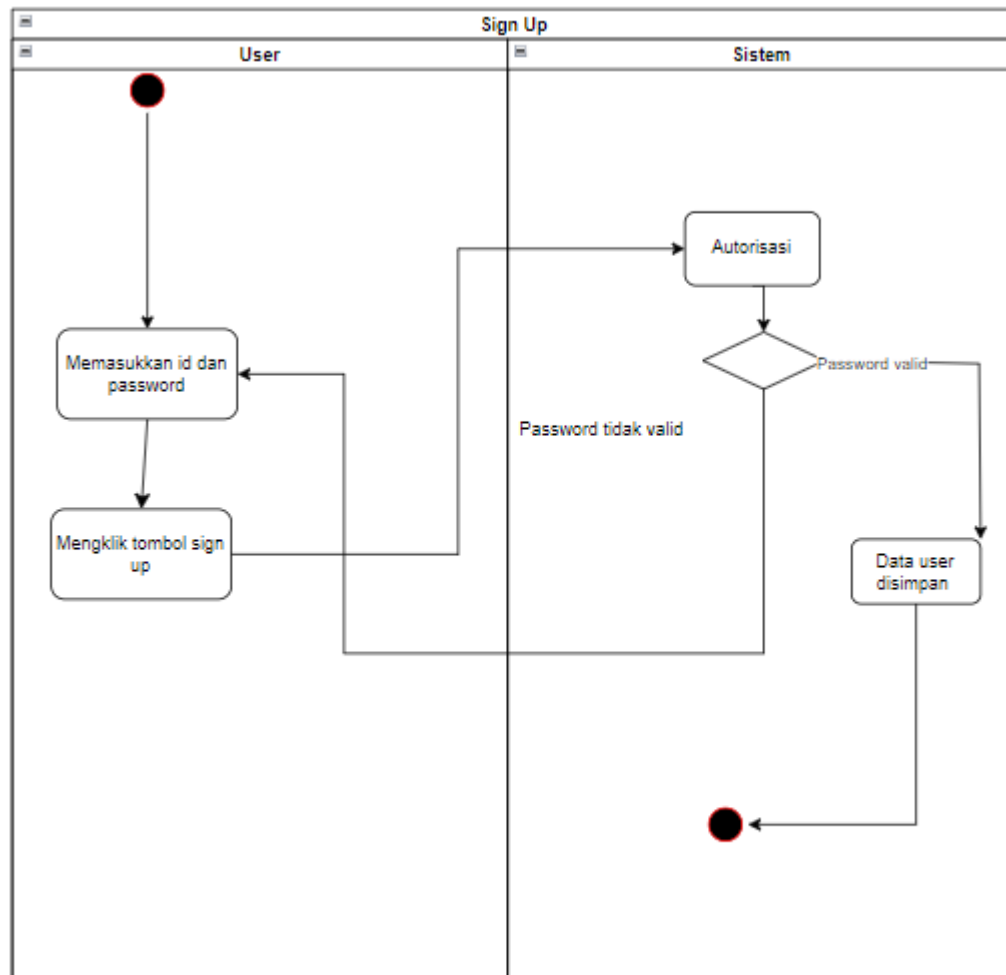 Sign Up
User
Sistem
Autorisasi
Memasukkan id dan
password
Password valid
Password tidak valid
Mengklik tombol sign
up
Data user
disimpan